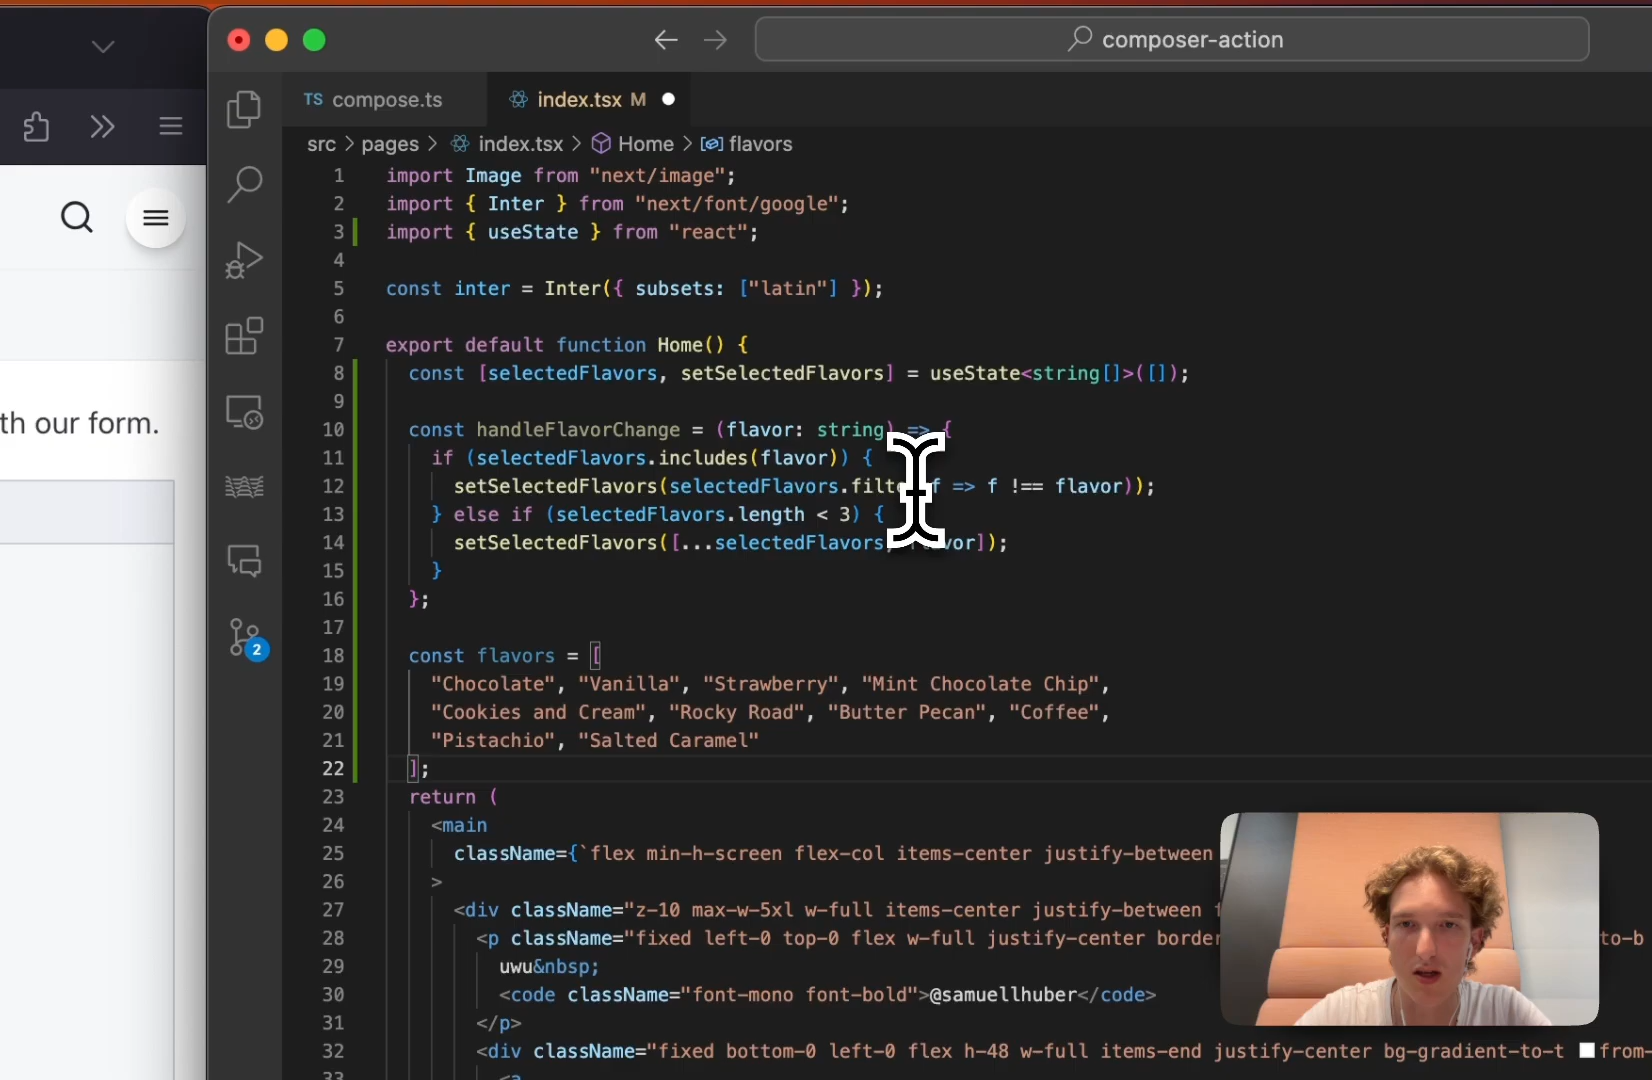 composer-action
TS compose.ts
index.tsx M
src > pages > index.tsx > Home > flavors
th our form.
2
1 import Image from "next/image";
2 import { Inter } from "next/font/google";
3 import { useState } from "react";
4
5 const inter = Inter({ subsets: ["latin"] });
6
7 export default function Home() {
8 const [selectedFlavors, setSelectedFlavors] = useState<string[]>([]);
9
10 const handleFlavorChange = (flavor: string) => {
11 if (selectedFlavors.includes(flavor)) {
12 setSelectedFlavors(selectedFlavors.filt f => f !== flavor));
13 } else if (selectedFlavors.length < 3) {
14 setSelectedFlavors([...selectedFlavors, vor]);
15 }
16 };
17
18 const flavors = [
19 "Chocolate", "Vanilla", "Strawberry", "Mint Chocolate Chip",
20 "Cookies and Cream", "Rocky Road", "Butter Pecan", "Coffee",
21 "Pistachio", "Salted Caramel"
22 ];
23 return (
24 <main
25 className={`flex min-h-screen flex-col items-center justify-between
26 >
27 <div className="z-10 max-w-5xl w-full items-center justify-between
28 <p className="fixed left-0 top-0 flex w-full justify-center border to-b
29 uwu&nbsp;
30 <code className="font-mono font-bold">@samuellhuber</code>
31 </p>
32 <div className="fixed bottom-0 left-0 flex h-48 w-full items-end justify-center bg-gradient-to-t from-
33 <a